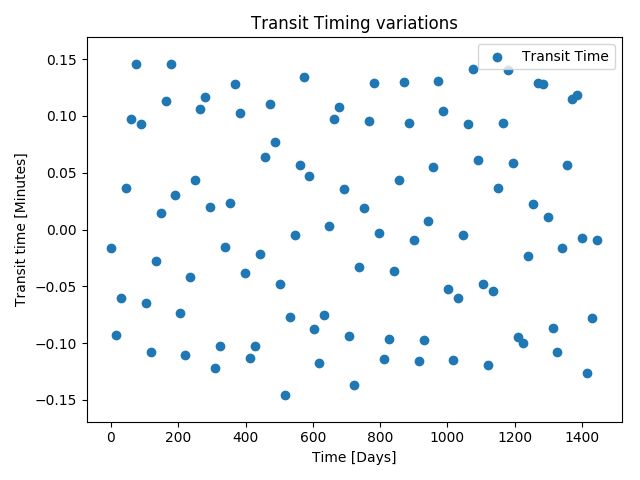 Transit Timing variations
Transit Time
0.15
0.10
0.05
0.00
−0.05
−0.10
−0.15
Transit time [Minutes]
0 200 400 600 800 1000 1200 1400
Time [Days]